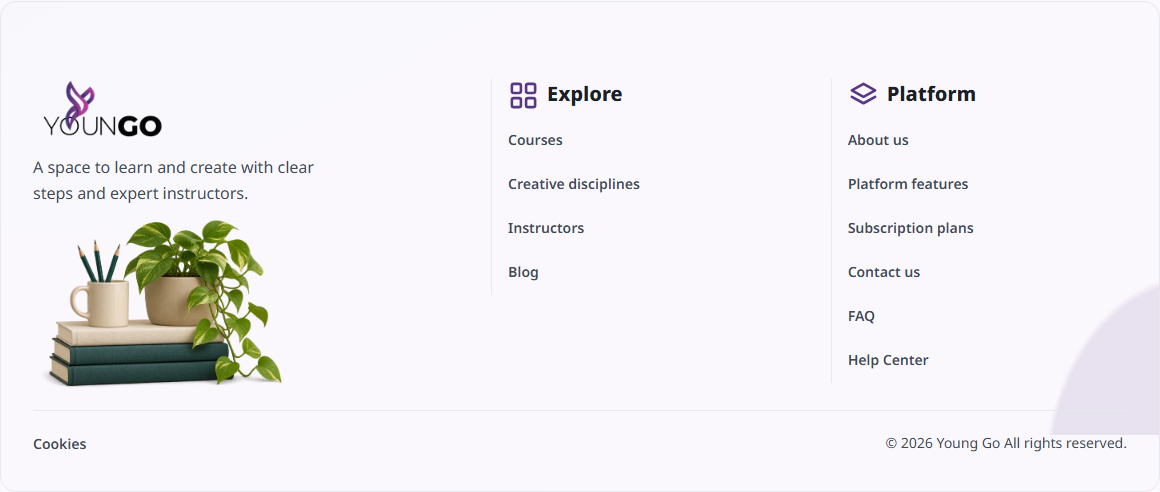 YOUNGO
A space to learn and create with clear
steps and expert instructors.
Explore
Courses
Creative disciplines
Instructors
Blog
Platform
About us
Platform features
Subscription plans
Contact us
FAQ
Help Center
Cookies
© 2026 Young Go All rights reserved.